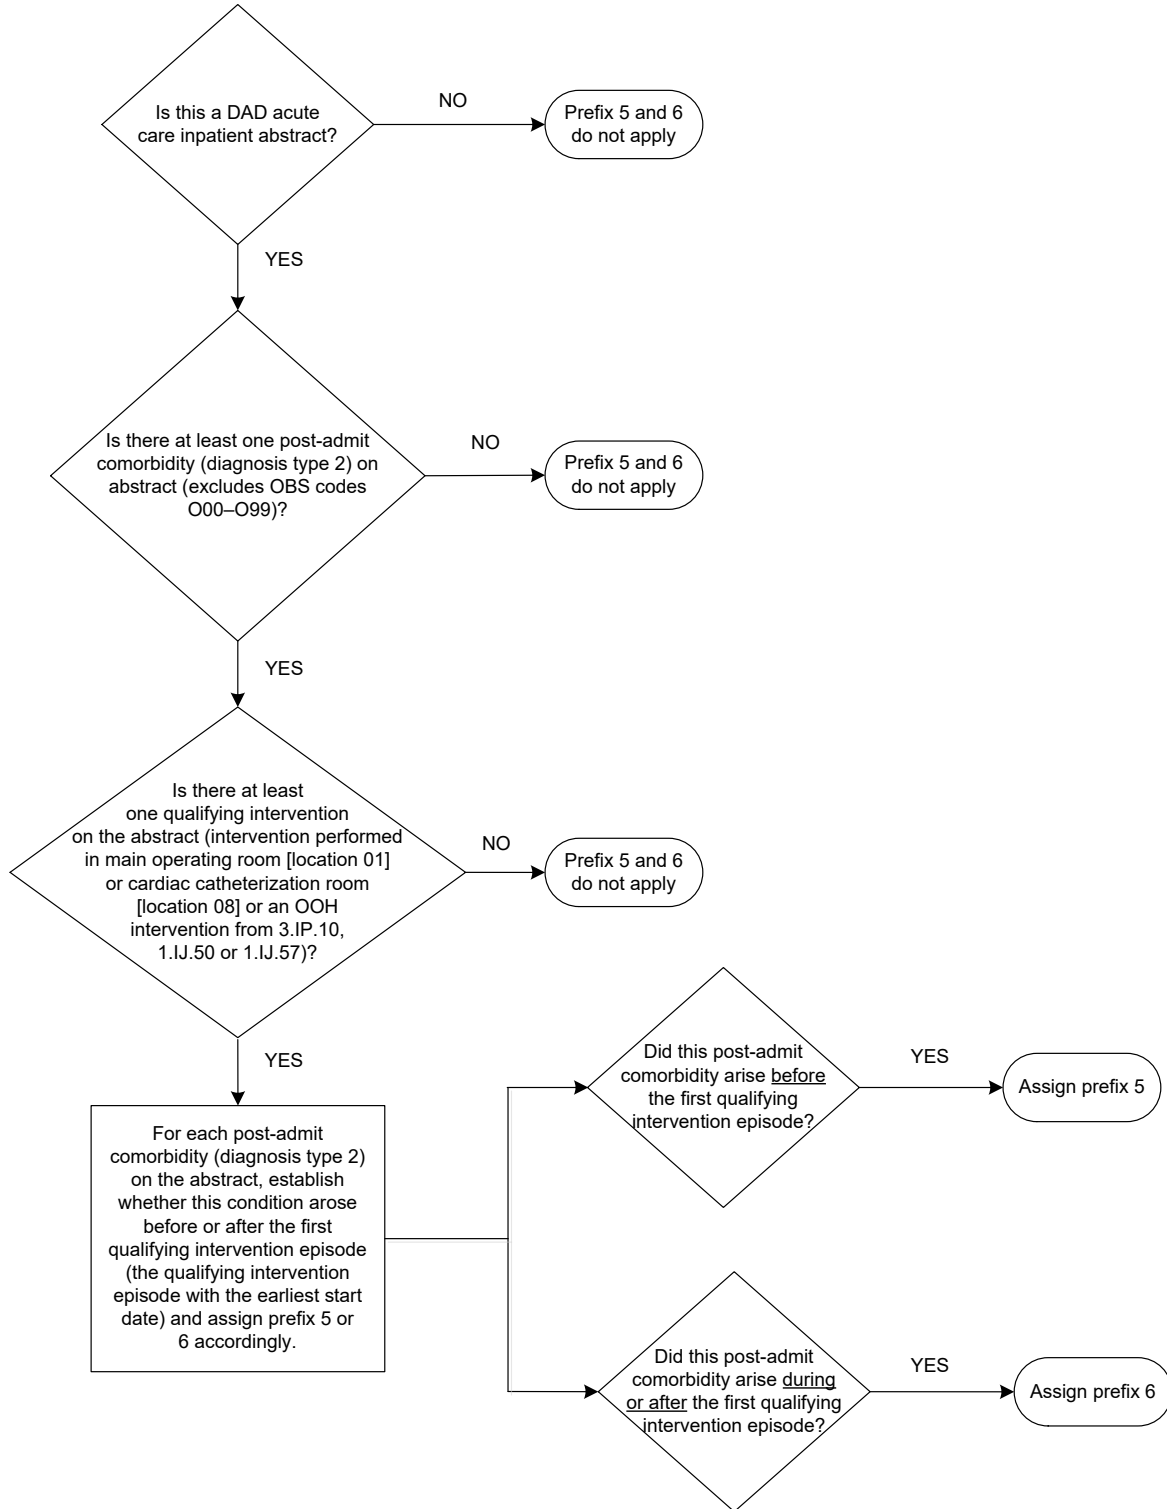 Is this a DAD acute
care inpatient abstract?
NO
Prefix 5 and 6
do not apply
YES
Is there at least one post-admit
comorbidity (diagnosis type 2) on
abstract (excludes OBS codes
O00–O99)?
NO
Prefix 5 and 6
do not apply
YES
Is there at least
one qualifying intervention
on the abstract (intervention performed
in main operating room [location 01]
or cardiac catheterization room
[location 08] or an OOH
intervention from 3.IP.10,
1.IJ.50 or 1.IJ.57)?
NO
Prefix 5 and 6
do not apply
YES
For each post-admit
comorbidity (diagnosis type 2)
on the abstract, establish
whether this condition arose
before or after the first
qualifying intervention episode
(the qualifying intervention
episode with the earliest start
date) and assign prefix 5 or
6 accordingly.
Did this post-admit
comorbidity arise before
the first qualifying
intervention episode?
YES
Assign prefix 5
Did this post-admit
comorbidity arise during
or after the first qualifying
intervention episode?
YES
Assign prefix 6